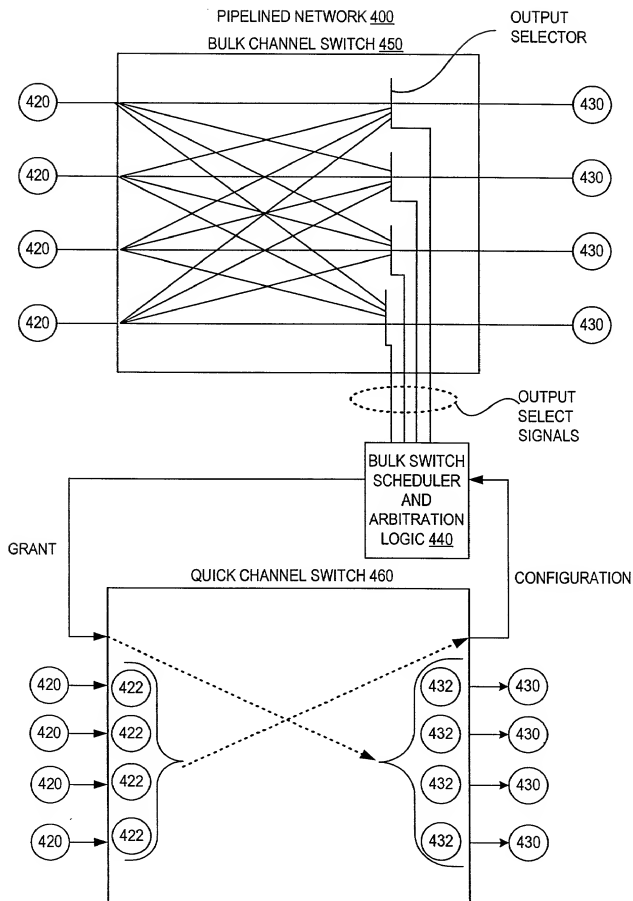 PIPELINED NETWORK 400
BULK CHANNEL SWITCH 450
OUTPUT
SELECTOR
420
430
420
430
420
430
420
430
OUTPUT
SELECT
SIGNALS
BULK SWITCH
SCHEDULER
AND
ARBITRATION
LOGIC 440
GRANT
CONFIGURATION
QUICK CHANNEL SWITCH 460
420
422
432
430
420
422
432
430
420
422
432
430
420
422
432
430